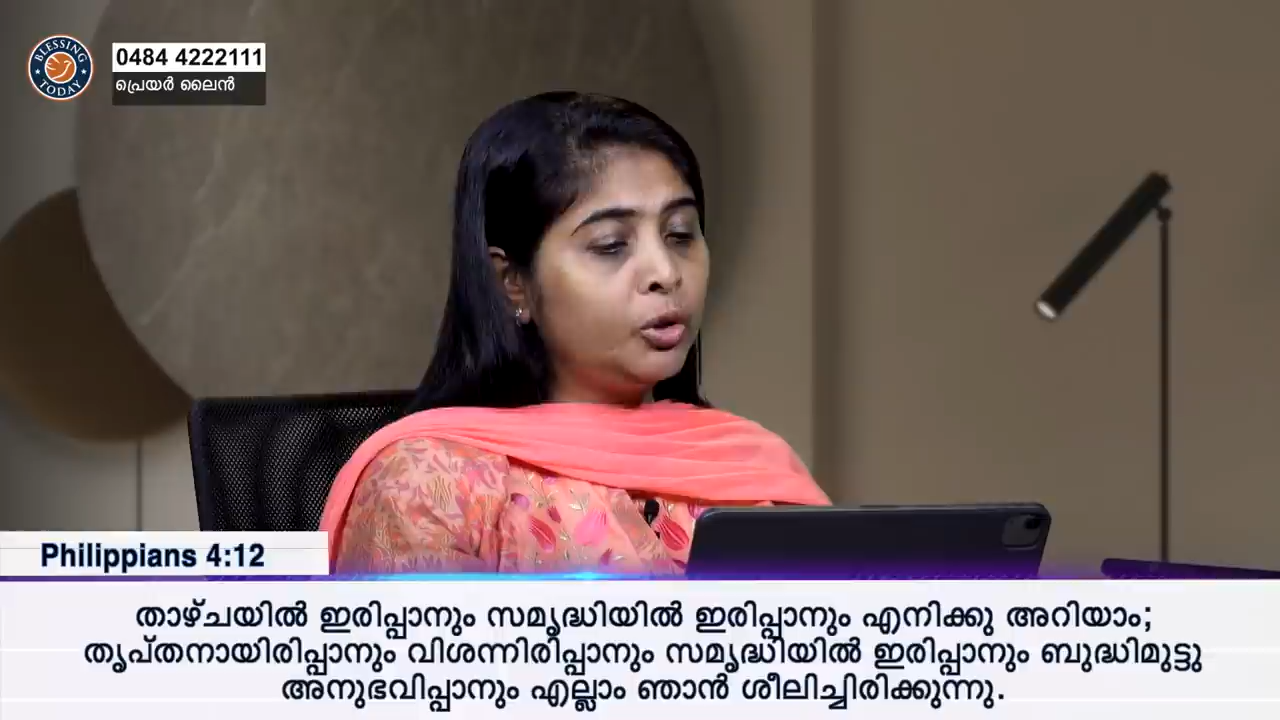 BLESSING
TODAY
0484 4222111
പ്രെയർ ലൈൻ
Philippians 4:12
താഴ്ചയിൽ ഇരിപ്പാനും സമൃദ്ധിയിൽ ഇരിപ്പാനും എനിക്കു അറിയാം;
തൃപ്തനായിരിപ്പാനും വിശന്നിരിപ്പാനും സമൃദ്ധിയിൽ ഇരിപ്പാനും ബുദ്ധിമുട്ടു
അനുഭവിപ്പാനും എല്ലാം ഞാൻ ശീലിച്ചിരിക്കുന്നു.